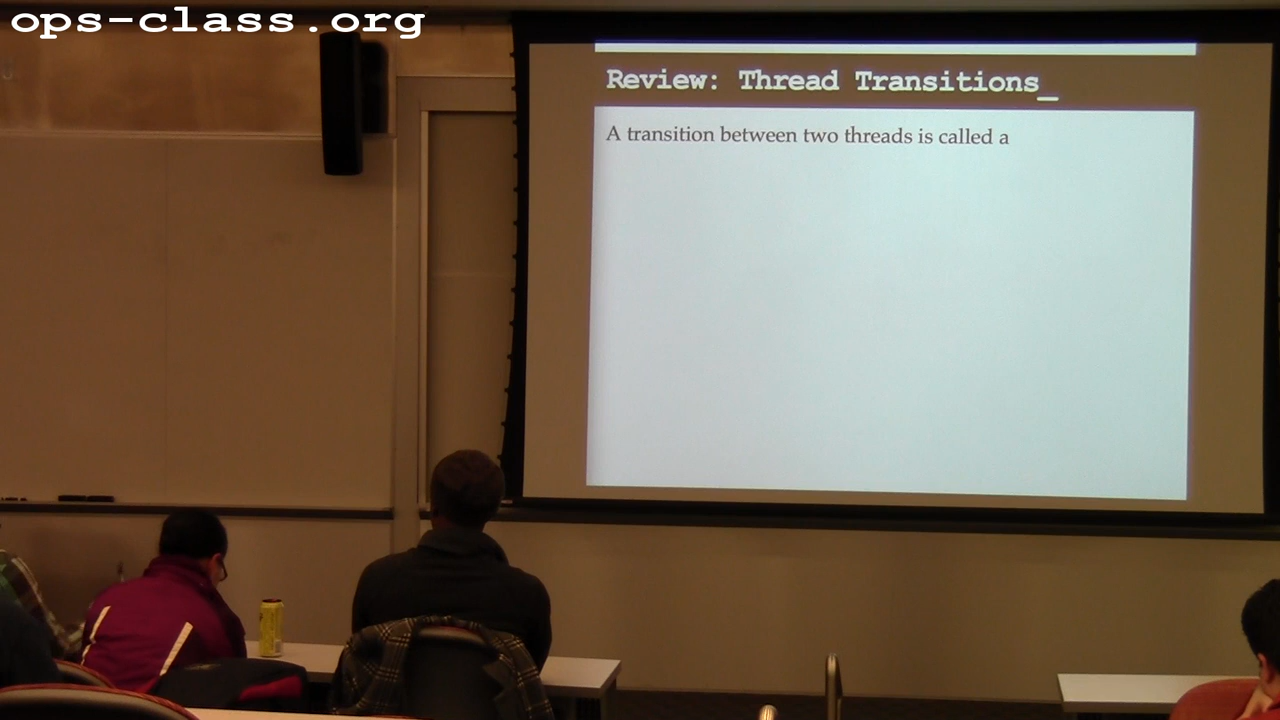 ops-class.org
Review: Thread Transitions_
A transition between two threads is called a